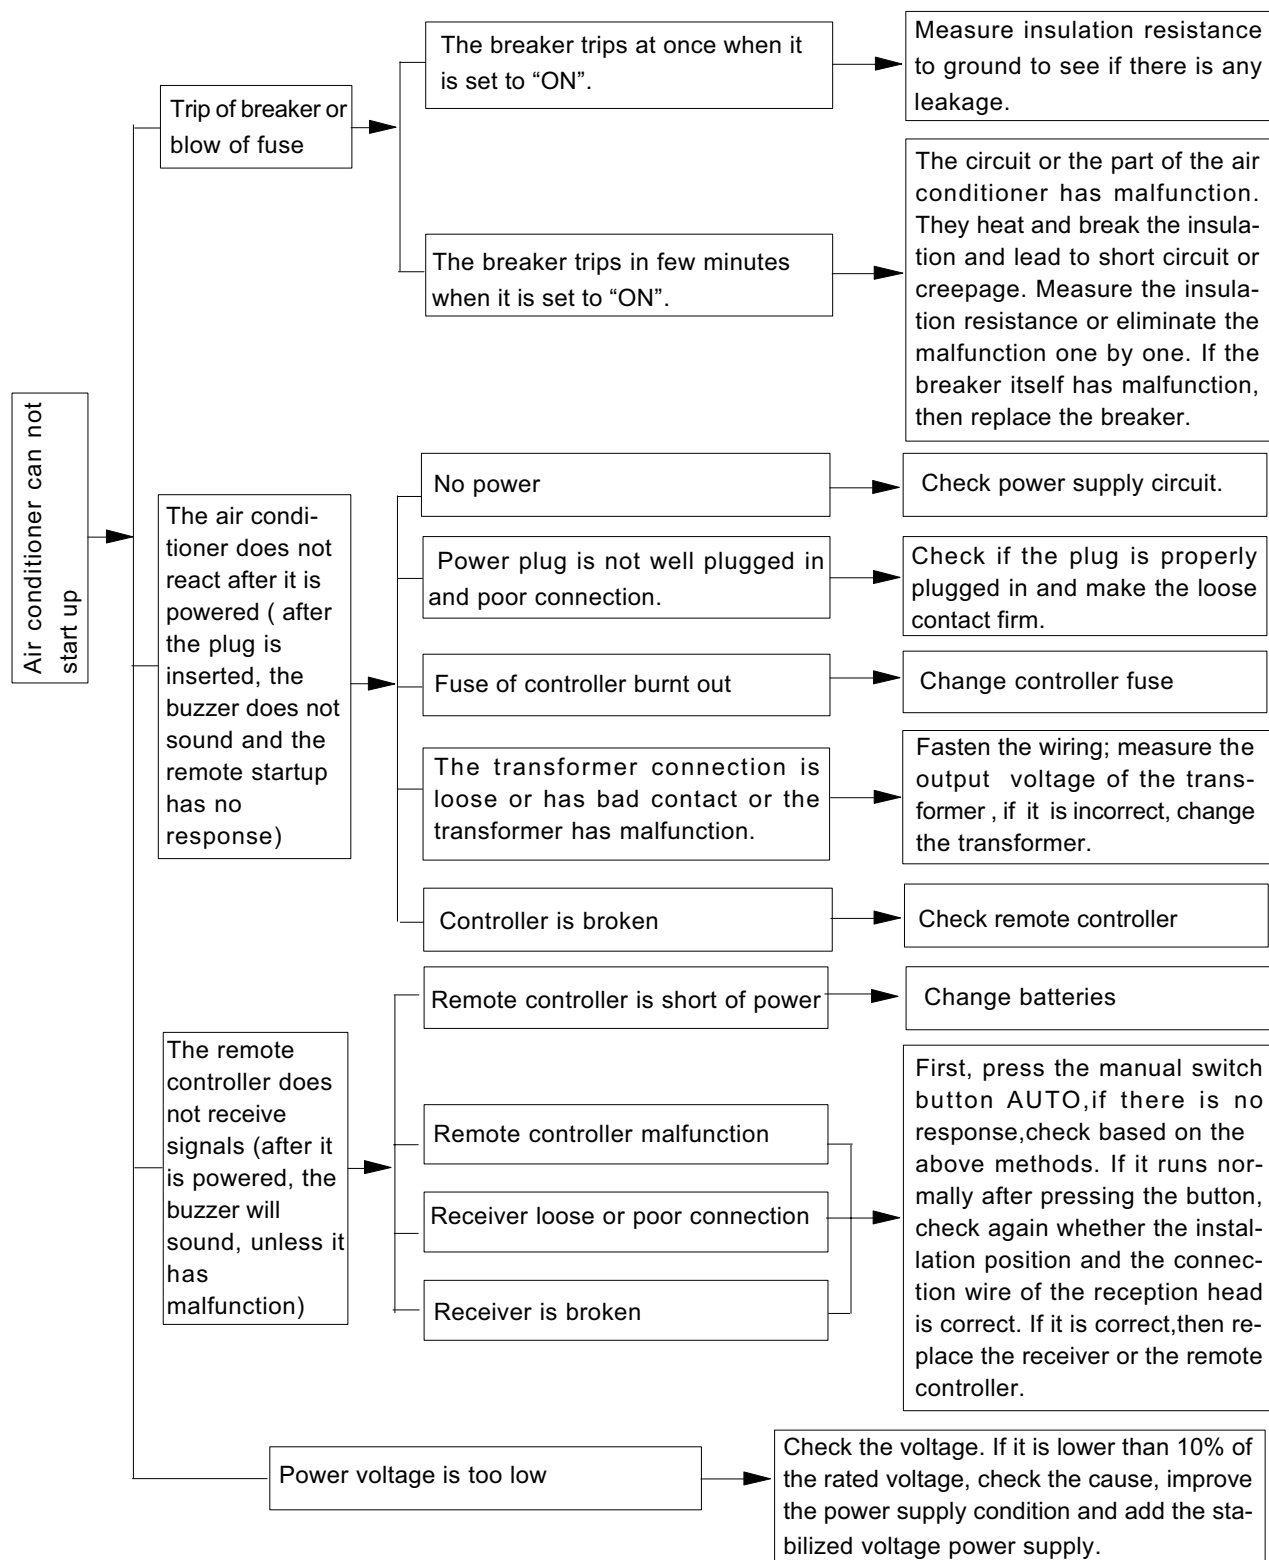 Air conditioner can not
start up
Trip of breaker or
blow of fuse
The breaker trips at once when it
is set to “ON”.
Measure insulation resistance
to ground to see if there is any
leakage.
The breaker trips in few minutes
when it is set to “ON”.
The circuit or the part of the air
conditioner has malfunction.
They heat and break the insula-
tion and lead to short circuit or
creepage. Measure the insula-
tion resistance or eliminate the
malfunction one by one. If the
breaker itself has malfunction,
then replace the breaker.
The air condi-
tioner does not
react after it is
powered ( after
the plug is
inserted, the
buzzer does not
sound and the
remote startup
has no
response)
No power
Check power supply circuit.
Power plug is not well plugged in
and poor connection.
Check if the plug is properly
plugged in and make the loose
contact firm.
Fuse of controller burnt out
Change controller fuse
The transformer connection is
loose or has bad contact or the
transformer has malfunction.
Fasten the wiring; measure the
output voltage of the trans-
former , if it is incorrect, change
the transformer.
Controller is broken
Check remote controller
The remote
controller does
not receive
signals (after it
is powered, the
buzzer will
sound, unless it
has
malfunction)
Remote controller is short of power
Change batteries
Remote controller malfunction
Receiver loose or poor connection
Receiver is broken
First, press the manual switch
button AUTO,if there is no
response,check based on the
above methods. If it runs nor-
mally after pressing the button,
check again whether the instal-
lation position and the connec-
tion wire of the reception head
is correct. If it is correct,then re-
place the receiver or the remote
controller.
Power voltage is too low
Check the voltage. If it is lower than 10% of
the rated voltage, check the cause, improve
the power supply condition and add the sta-
bilized voltage power supply.